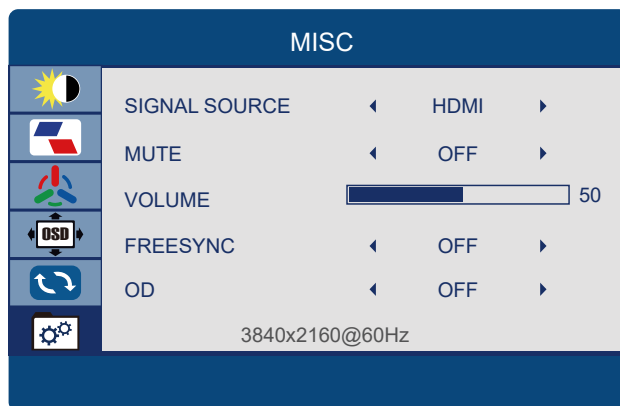 MISC
SIGNAL SOURCE HDMI
MUTE OFF
VOLUME 50
OSD
FREESYNC OFF
OD OFF
3840x2160@60Hz